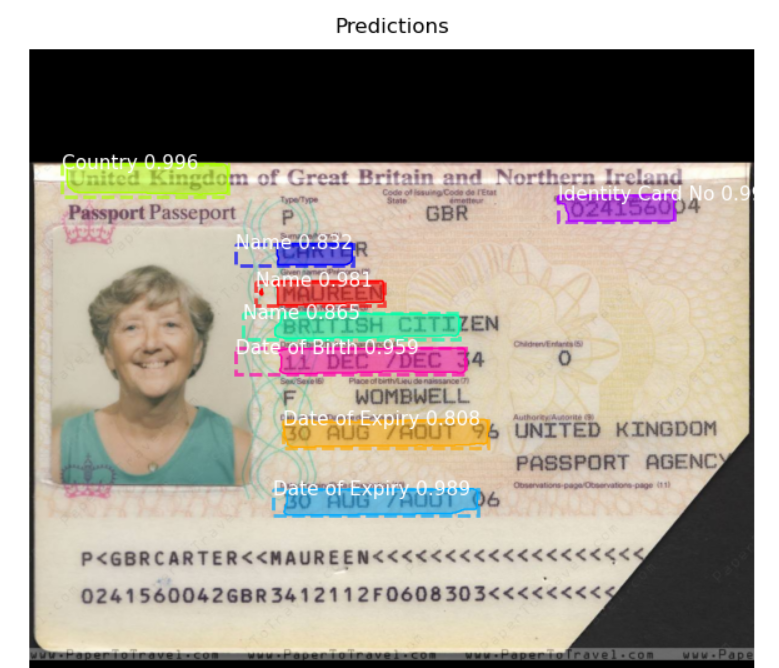 Predictions
Country 0.996
United Kingdom of Great Britain and Northern Ireland
Identity Card No 0.99
Passport Passeport
Type/Type
P
Code of issuing/Code de l'Etat
State émetteur
GBR
024156004
Name 0.832
CARTER
Name 0.981
MAUREEN
Name 0.865
BRITISH CITIZEN
Date of Birth 0.959
11 DEC /DEC 34
Children/Enfants (5)
0
Sex/Sexe (6) Place of birth/Lieu de naissance (7)
F WOMBWELL
Date of Expiry 0.808
30 AUG /AOUT 96
Authority/Autorité (9)
UNITED KINGDOM
PASSPORT AGENCY
Date of Expiry 0.989
30 AUG /AOUT 06
Observations-page/Observations-page (11)
P<GBRCARTER<<MAUREEN<<<<<<<<<<<<<<<<<<<
0241560042GBR3412112F0608303<<<<<<<<<
www.PaperToTravel.com www.PaperToTravel.com www.PaperToTravel.com www.Pape